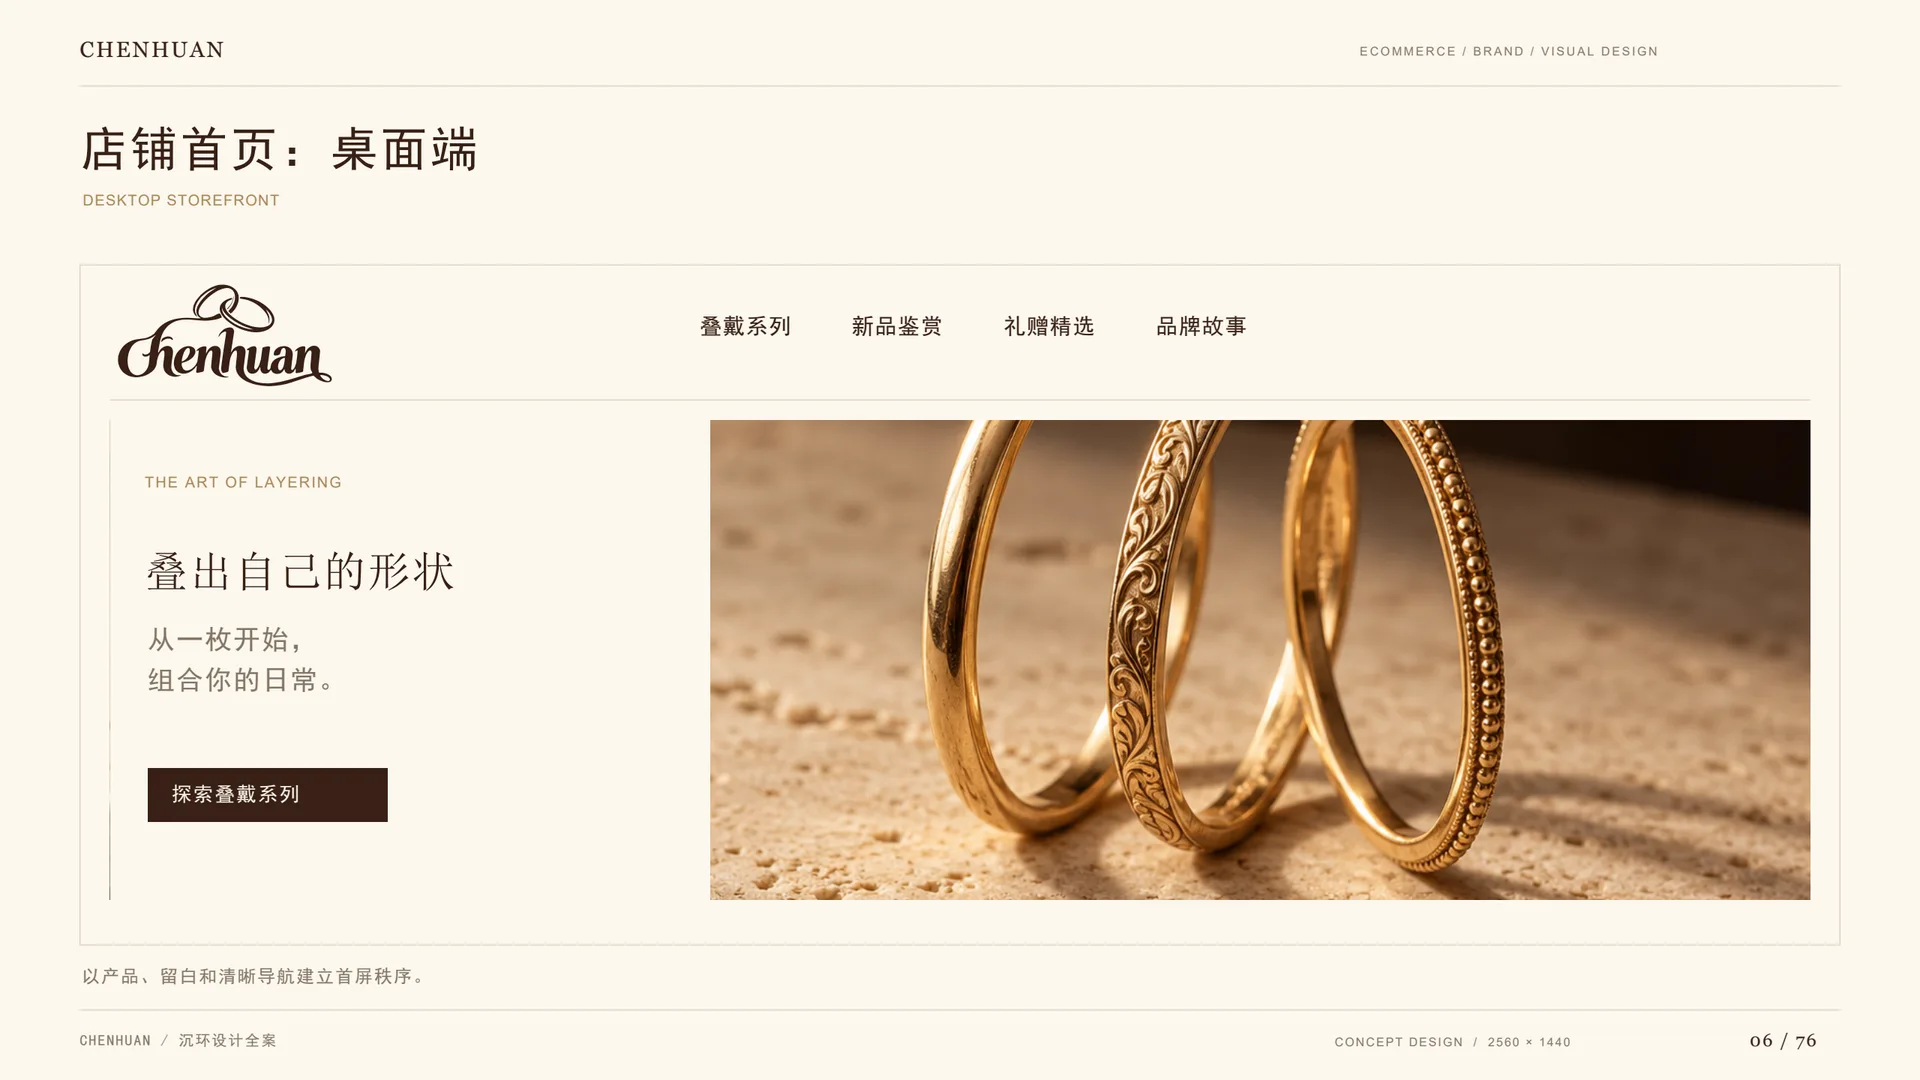 CHENHUAN
ECOMMERCE / BRAND / VISUAL DESIGN
店铺首页：桌面端
DESKTOP STOREFRONT
Chenhuan
叠戴系列
新品鉴赏
礼赠精选
品牌故事
THE ART OF LAYERING
叠出自己的形状
从一枚开始，
组合你的日常。
探索叠戴系列
以产品、留白和清晰导航建立首屏秩序。
CHENHUAN / 沉环设计全案
CONCEPT DESIGN / 2560 × 1440
06 / 76